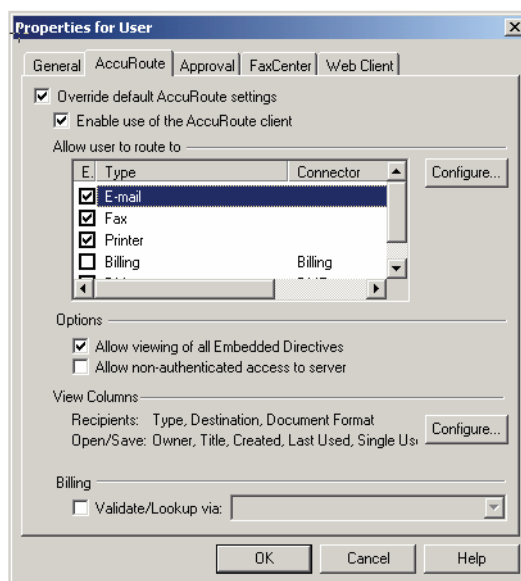 Properties for User
General AccuRoute Approval FaxCenter Web Client
Override default AccuRoute settings
Enable use of the AccuRoute client
Allow user to route to
E. Type Connector
Configure...
E-mail
Fax
Printer
Billing Billing
Options
Allow viewing of all Embedded Directives
Allow non-authenticated access to server
View Columns
Recipients: Type, Destination, Document Format
Open/Save: Owner, Title, Created, Last Used, Single Us
Configure...
Billing
Validate/Lookup via:
OK Cancel Help